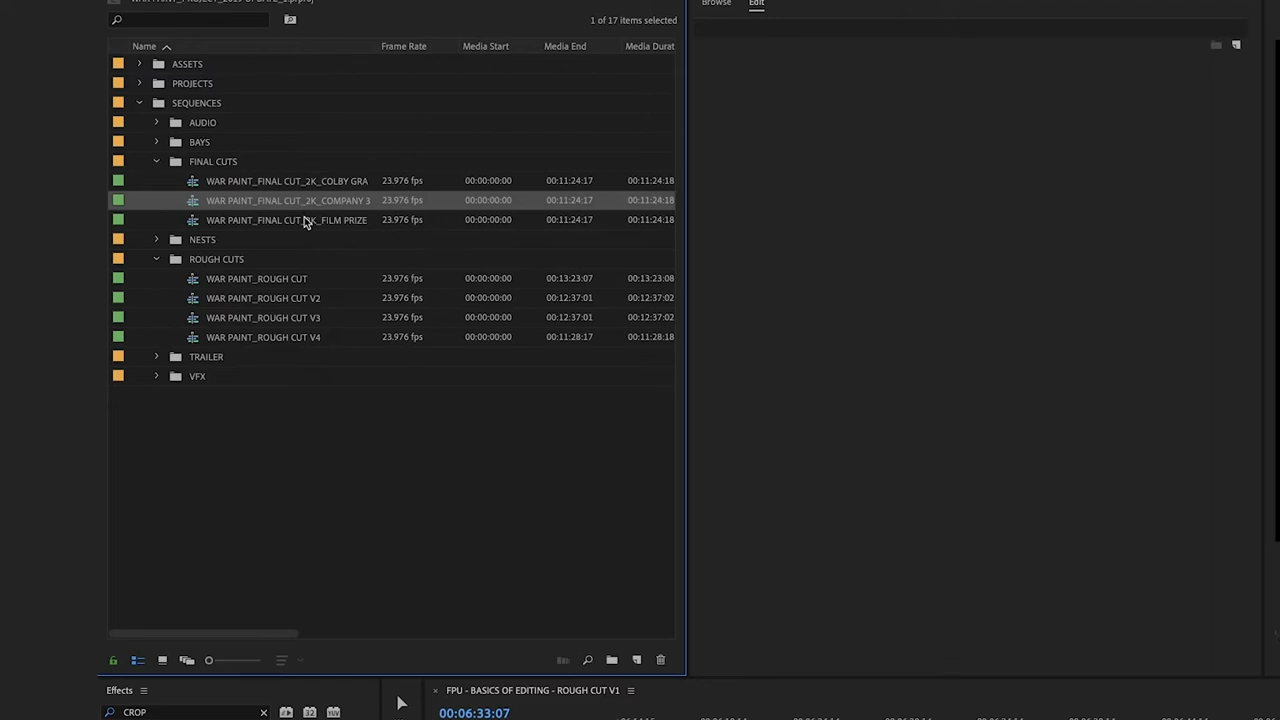 WAR PAINT_PROJECT_2019 UPDATE_2.prproj
Browse Edit
1 of 17 items selected
Name Frame Rate Media Start Media End Media Durat
ASSETS
PROJECTS
SEQUENCES
AUDIO
BAYS
FINAL CUTS
WAR PAINT_FINAL CUT_2K_COLBY GRA 23.976 fps 00:00:00:00 00:11:24:17 00:11:24:18
WAR PAINT_FINAL CUT_2K_COMPANY 3 23.976 fps 00:00:00:00 00:11:24:17 00:11:24:18
WAR PAINT_FINAL CUT_2K_FILM PRIZE 23.976 fps 00:00:00:00 00:11:24:17 00:11:24:18
NESTS
ROUGH CUTS
WAR PAINT_ROUGH CUT 23.976 fps 00:00:00:00 00:13:23:07 00:13:23:08
WAR PAINT_ROUGH CUT V2 23.976 fps 00:00:00:00 00:12:37:01 00:12:37:02
WAR PAINT_ROUGH CUT V3 23.976 fps 00:00:00:00 00:12:37:01 00:12:37:02
WAR PAINT_ROUGH CUT V4 23.976 fps 00:00:00:00 00:11:28:17 00:11:28:18
TRAILER
VFX
Effects
FPU - BASICS OF EDITING - ROUGH CUT V1
CROP
32
YUV
00:06:33:07